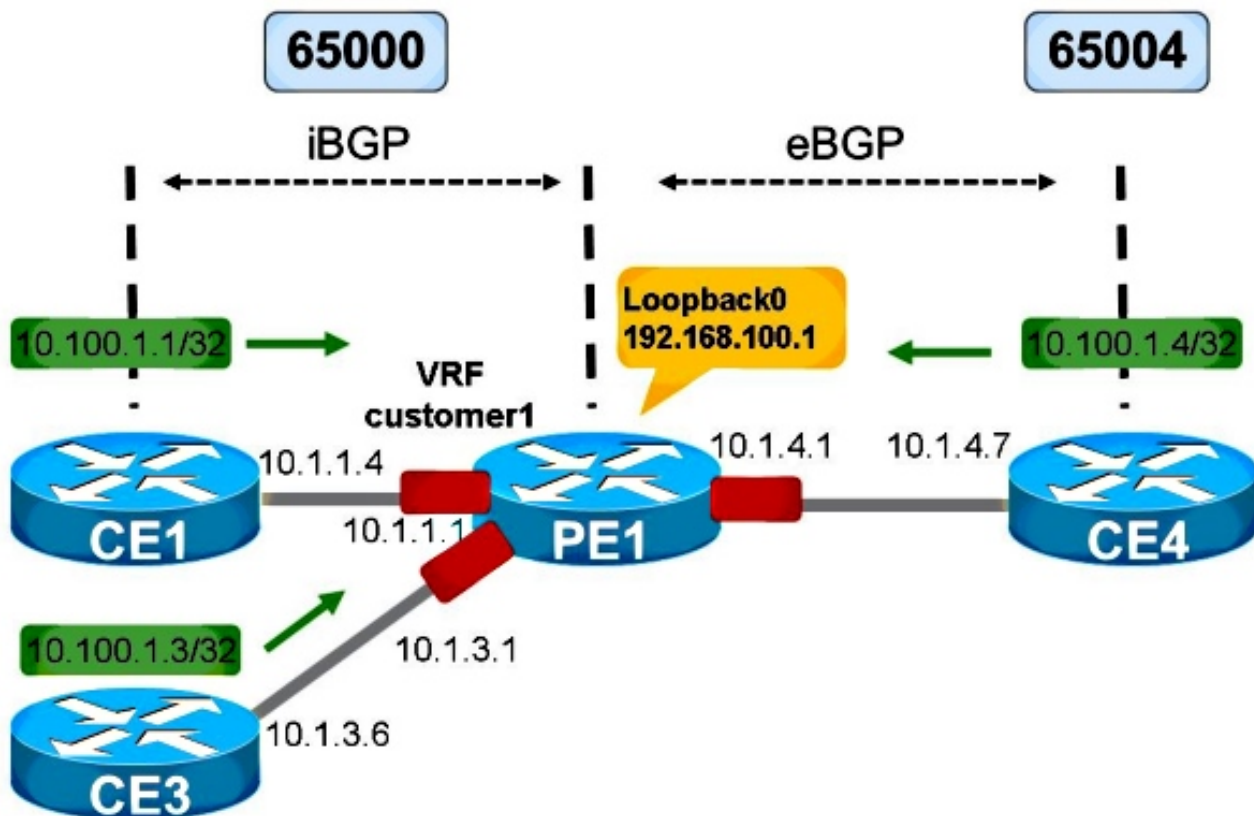 65000
65004
iBGP
eBGP
Loopback0
192.168.100.1
10.100.1.1/32
10.100.1.4/32
VRF
customer1
10.1.1.4
10.1.4.1
10.1.4.7
CE1
10.1.1.1
PE1
CE4
10.100.1.3/32
10.1.3.1
10.1.3.6
CE3